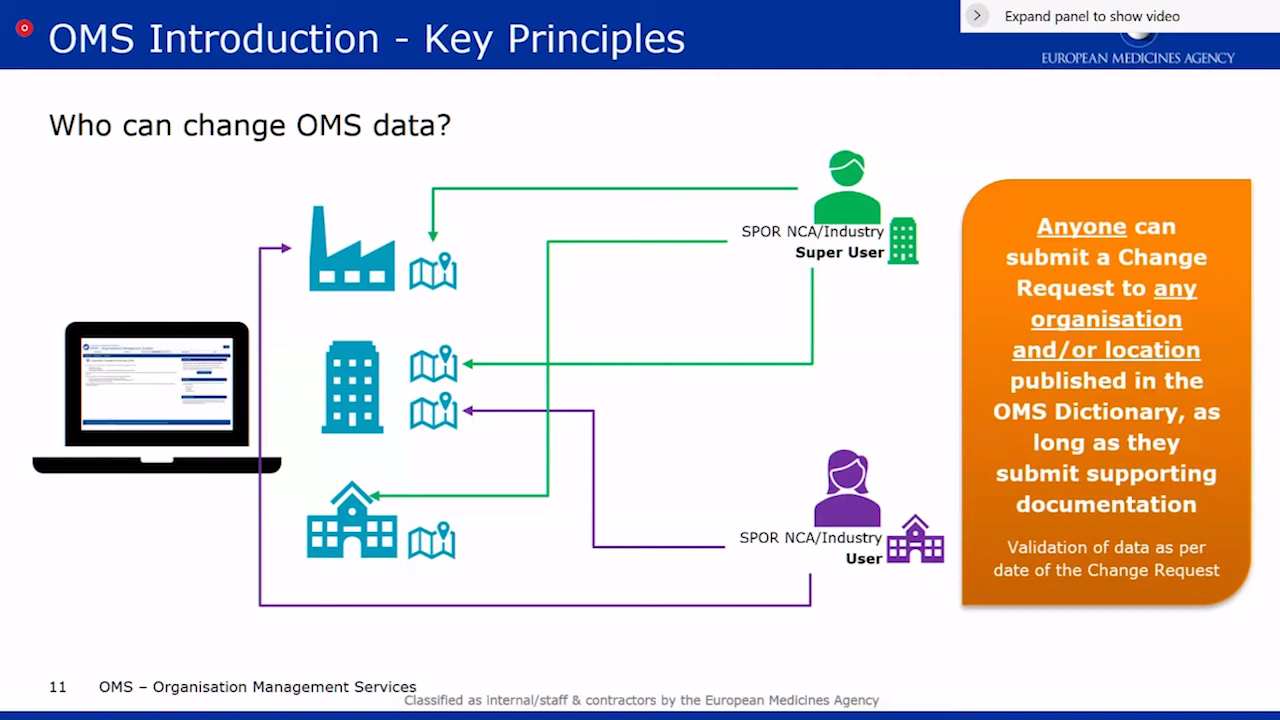 OMS Introduction - Key Principles
Expand panel to show video
EUROPEAN MEDICINES AGENCY
Who can change OMS data?
SPOR NCA/Industry
Super User
SPOR NCA/Industry
User
Anyone can
submit a Change
Request to any
organisation
and/or location
published in the
OMS Dictionary, as
long as they
submit supporting
documentation
Validation of data as per
date of the Change Request
11
OMS – Organisation Management Services
Classified as internal/staff & contractors by the European Medicines Agency